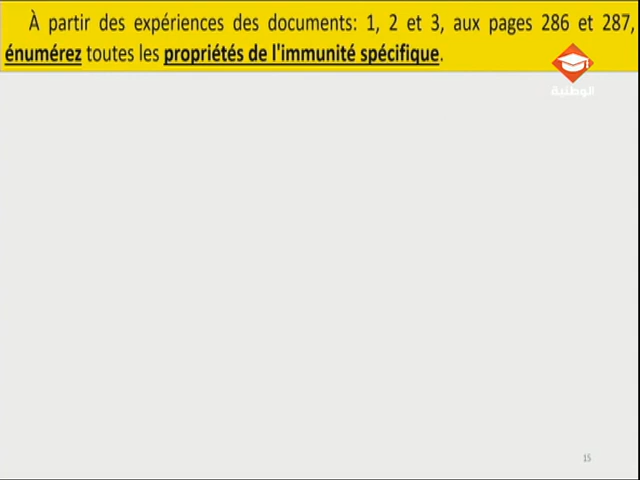 À partir des expériences des documents: 1, 2 et 3, aux pages 286 et 287,
énumérez toutes les propriétés de l'immunité spécifique.
الوطنية
15